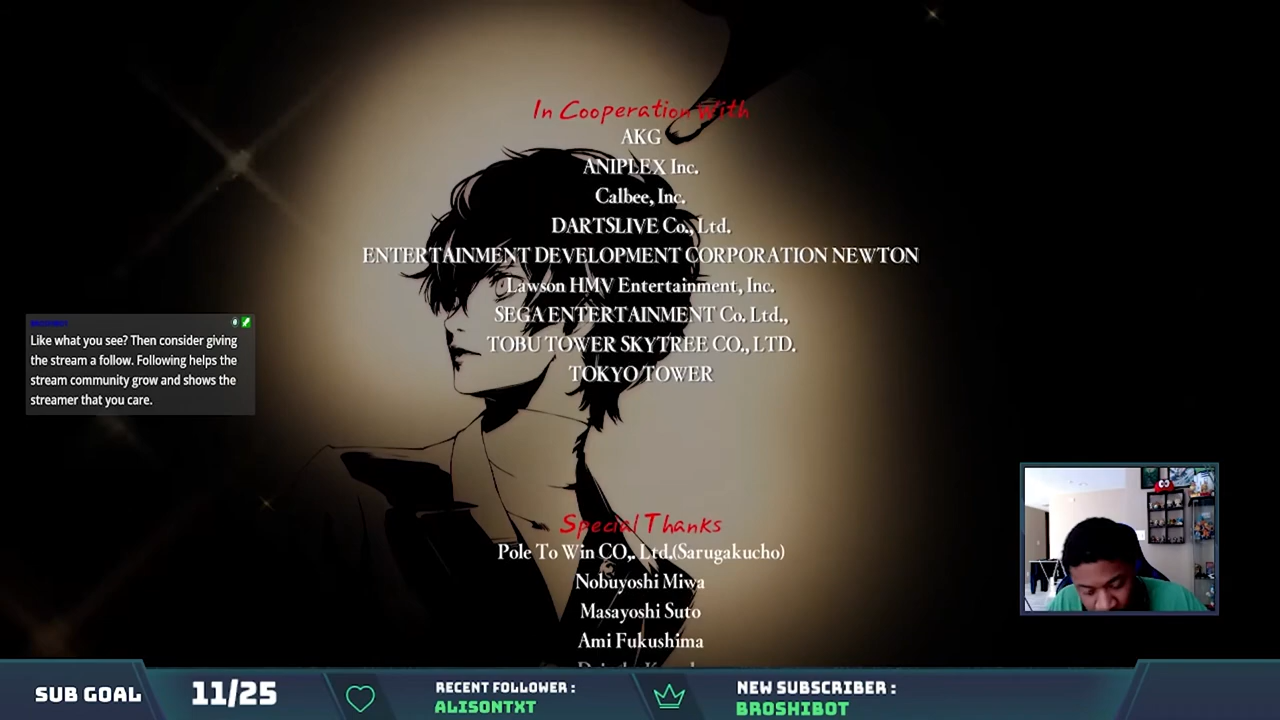 In Cooperation with
AKG
ANIPLEX Inc.
Calbee, Inc.
DARTSLIVE Co., Ltd.
ENTERTAINMENT DEVELOPMENT CORPORATION NEWTON
Lawson HMV Entertainment, Inc.
SEGA ENTERTAINMENT Co. Ltd.,
TOBU TOWER SKYTREE CO., LTD.
TOKYO TOWER
Special Thanks
Pole To Win CO,. Ltd.(Sarugakucho)
Nobuyoshi Miwa
Masayoshi Suto
Ami Fukushima
BROSHIBOT
Like what you see? Then consider giving
the stream a follow. Following helps the
stream community grow and shows the
streamer that you care.
SUB GOAL
11/25
RECENT FOLLOWER :
ALISONTXT
NEW SUBSCRIBER :
BROSHIBOT